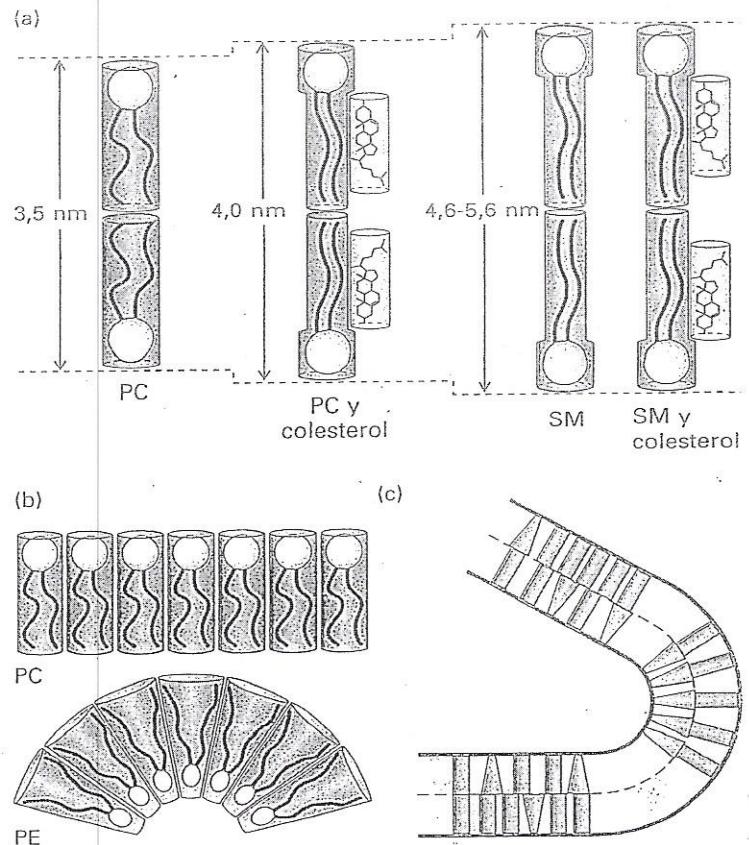 (a)
3,5 nm
4,0 nm
4,6-5,6 nm
PC
PC y
colesterol
SM
SM y
colesterol
(b)
(c)
PC
PE